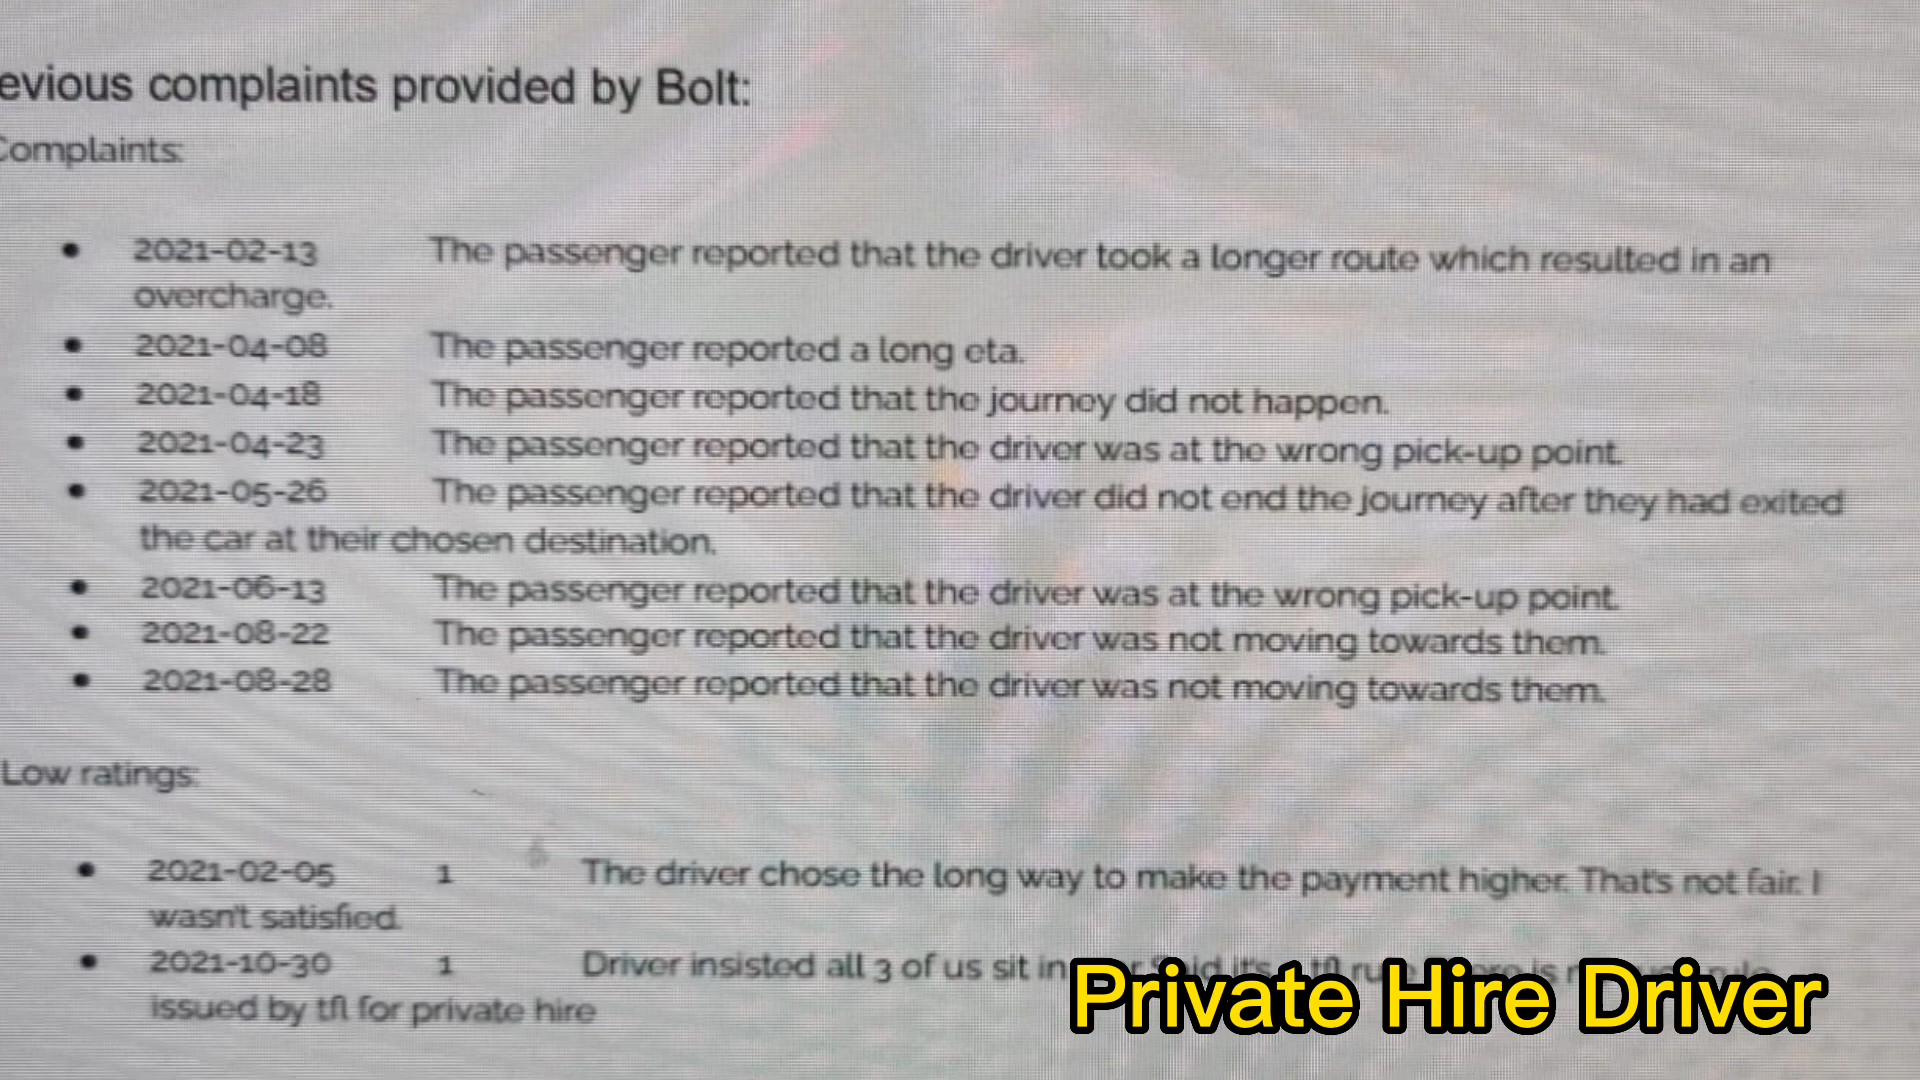 evious complaints provided by Bolt:
Complaints:
• 2021-02-13 The passenger reported that the driver took a longer route which resulted in an
overcharge.
• 2021-04-08 The passenger reported a long eta.
• 2021-04-18 The passenger reported that the journey did not happen.
• 2021-04-23 The passenger reported that the driver was at the wrong pick-up point.
• 2021-05-26 The passenger reported that the driver did not end the journey after they had exited
the car at their chosen destination.
• 2021-06-13 The passenger reported that the driver was at the wrong pick-up point.
• 2021-08-22 The passenger reported that the driver was not moving towards them.
• 2021-08-28 The passenger reported that the driver was not moving towards them.
Low ratings:
• 2021-02-05 1 The driver chose the long way to make the payment higher. That's not fair. I
wasn't satisfied.
• 2021-10-30 1 Driver insisted all 3 of us sit in
issued by tfl for private hire
Private Hire Driver